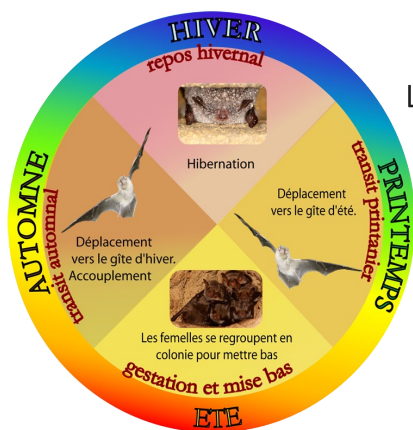 HIVER
repos hivernal
L
Hibernation
AUTOMNE
transit automnal
Déplacement
vers le gîte d'hiver.
Accouplement
PRINTEMPS
transit printanier
Déplacement
vers le gîte d'été.
Les femelles se regroupent en
colonie pour mettre bas
gestation et mise bas
ETE